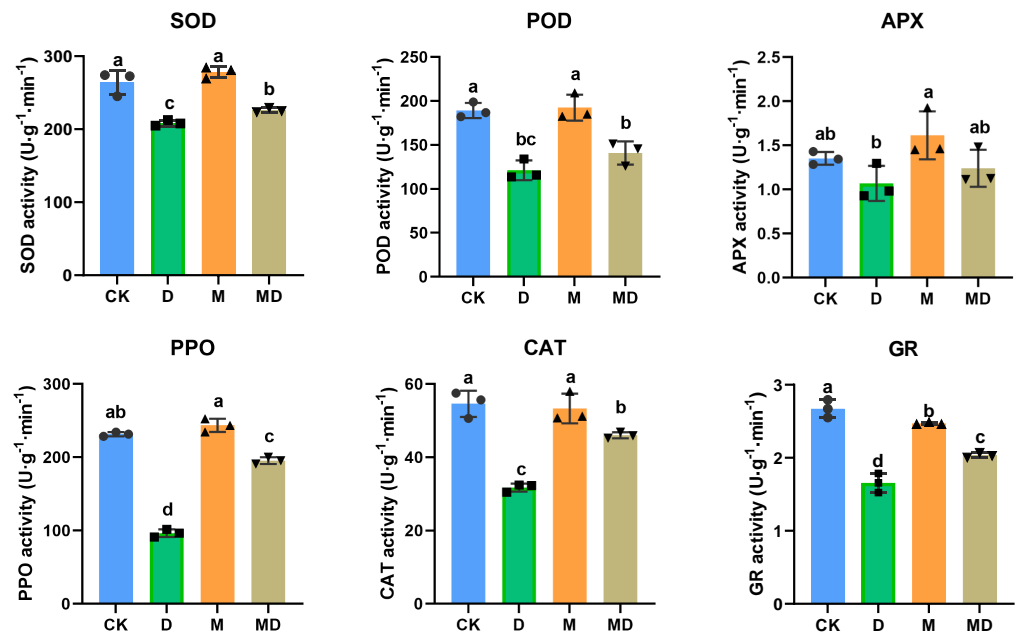 SOD
SOD activity (U·g⁻¹·min⁻¹)
300
200
100
0
a
c
a
b
CK D M MD
POD
POD activity (U·g⁻¹·min⁻¹)
250
200
150
100
50
0
a
bc
a
b
CK D M MD
APX
APX activity (U·g⁻¹·min⁻¹)
2.5
2.0
1.5
1.0
0.5
0.0
ab
b
a
ab
CK D M MD
PPO
PPO activity (U·g⁻¹·min⁻¹)
300
200
100
0
ab
d
a
c
CK D M MD
CAT
CAT activity (U·g⁻¹·min⁻¹)
60
40
20
0
a
c
a
b
CK D M MD
GR
GR activity (U·g⁻¹·min⁻¹)
3
2
1
0
a
d
b
c
CK D M MD